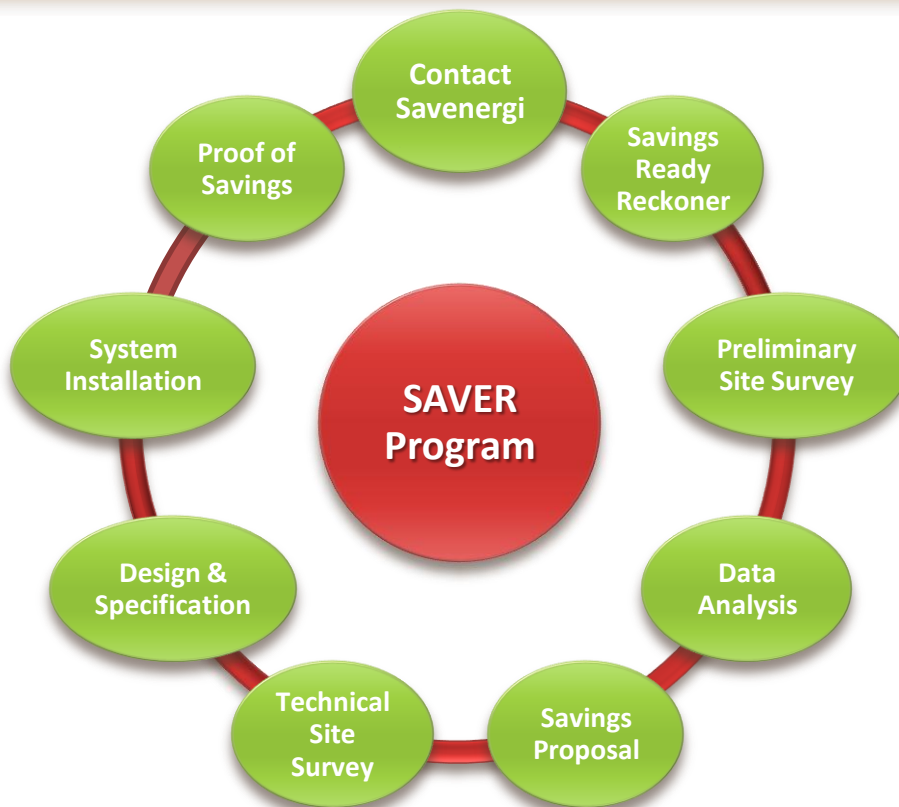 Contact
Savenergi
Savings
Ready
Reckoner
Preliminary
Site Survey
Data
Analysis
Savings
Proposal
Technical
Site
Survey
Design &
Specification
System
Installation
Proof of
Savings
SAVER
Program